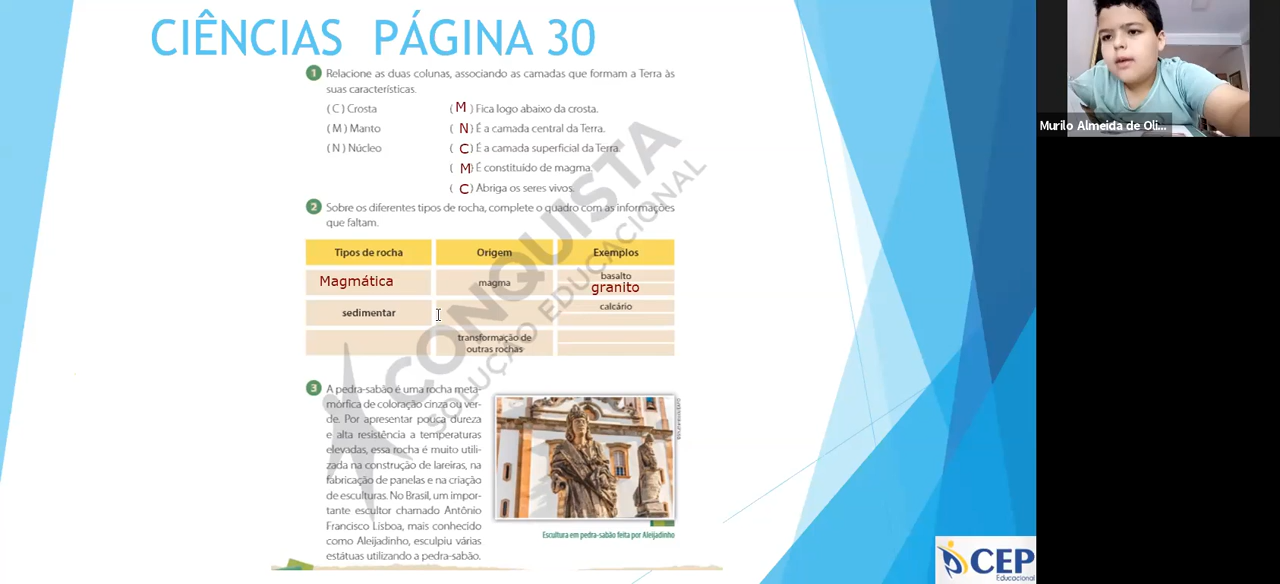 CIÊNCIAS PÁGINA 30
1 Relacione as duas colunas, associando as camadas que formam a Terra às
suas características.
( C ) Crosta
( M ) Manto
( N ) Núcleo
( M ) Fica logo abaixo da crosta.
( N ) É a camada central da Terra.
( C ) É a camada superficial da Terra.
( M ) É constituído de magma.
( C ) Abriga os seres vivos.
2 Sobre os diferentes tipos de rocha, complete o quadro com as informações
que faltam.
Tipos de rocha Origem Exemplos
Magmática magma basalto
granito
sedimentar calcário
transformação de
outras rochas
3 A pedra-sabão é uma rocha meta-
mórfica de coloração cinza ou ver-
de. Por apresentar pouca dureza
e alta resistência a temperaturas
elevadas, essa rocha é muito utili-
zada na construção de lareiras, na
fabricação de panelas e na criação
de esculturas. No Brasil, um impor-
tante escultor chamado Antônio
Francisco Lisboa, mais conhecido
como Aleijadinho, esculpiu várias
estátuas utilizando a pedra-sabão.
Escultura em pedra-sabão feita por Aleijadinho
CONQUISTA
SOLUÇÃO EDUCACIONAL
Murilo Almeida de Oli...
CEP
Educacional